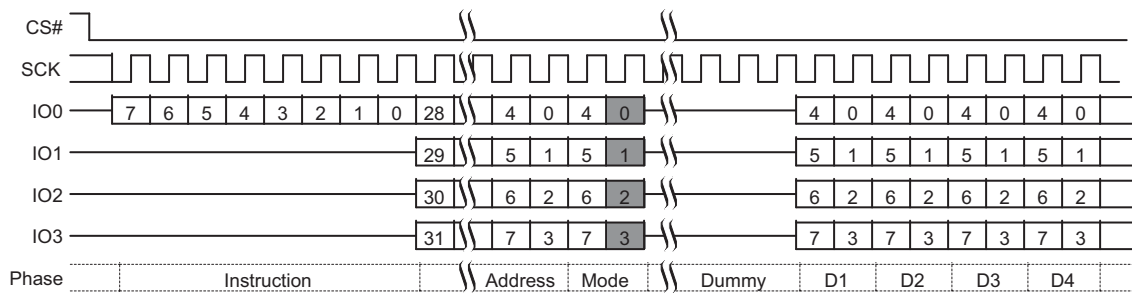 CS#
SCK
IO0 7 6 5 4 3 2 1 0 28 4 0 4 0 4 0 4 0 4 0 4 0
IO1 29 5 1 5 1 5 1 5 1 5 1 5 1
IO2 30 6 2 6 2 6 2 6 2 6 2 6 2
IO3 31 7 3 7 3 7 3 7 3 7 3 7 3
Phase Instruction Address Mode Dummy D1 D2 D3 D4